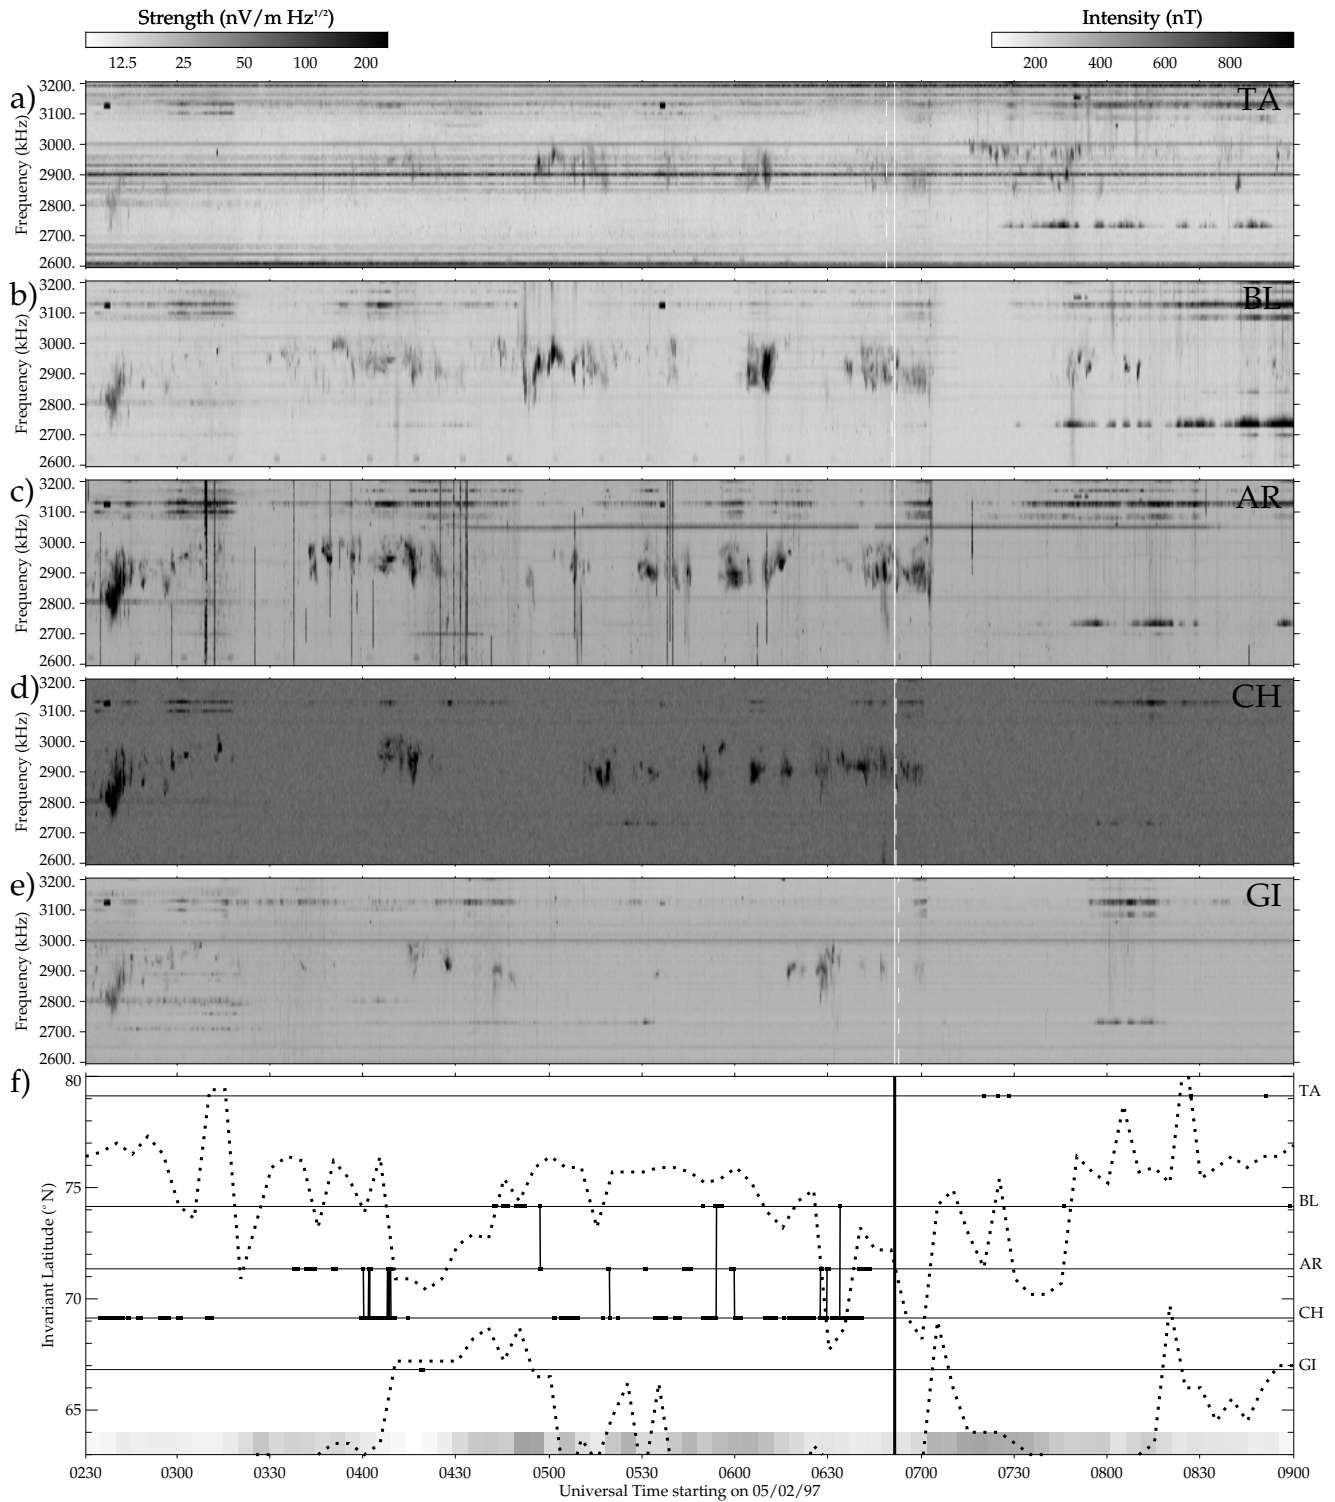 Strength (nV/m Hz1/2)
Intensity (nT)
12.5 25 50 100 200
200 400 600 800
a)
TA
Frequency (kHz)
3200.
3100.
3000.
2900.
2800.
2700.
2600.
b)
BL
Frequency (kHz)
3200.
3100.
3000.
2900.
2800.
2700.
2600.
c)
AR
Frequency (kHz)
3200.
3100.
3000.
2900.
2800.
2700.
2600.
d)
CH
Frequency (kHz)
3200.
3100.
3000.
2900.
2800.
2700.
2600.
e)
GI
Frequency (kHz)
3200.
3100.
3000.
2900.
2800.
2700.
2600.
f)
Invariant Latitude (° N)
80
75
70
65
TA
BL
AR
CH
GI
0230 0300 0330 0400 0430 0500 0530 0600 0630 0700 0730 0800 0830 0900
Universal Time starting on 05/02/97